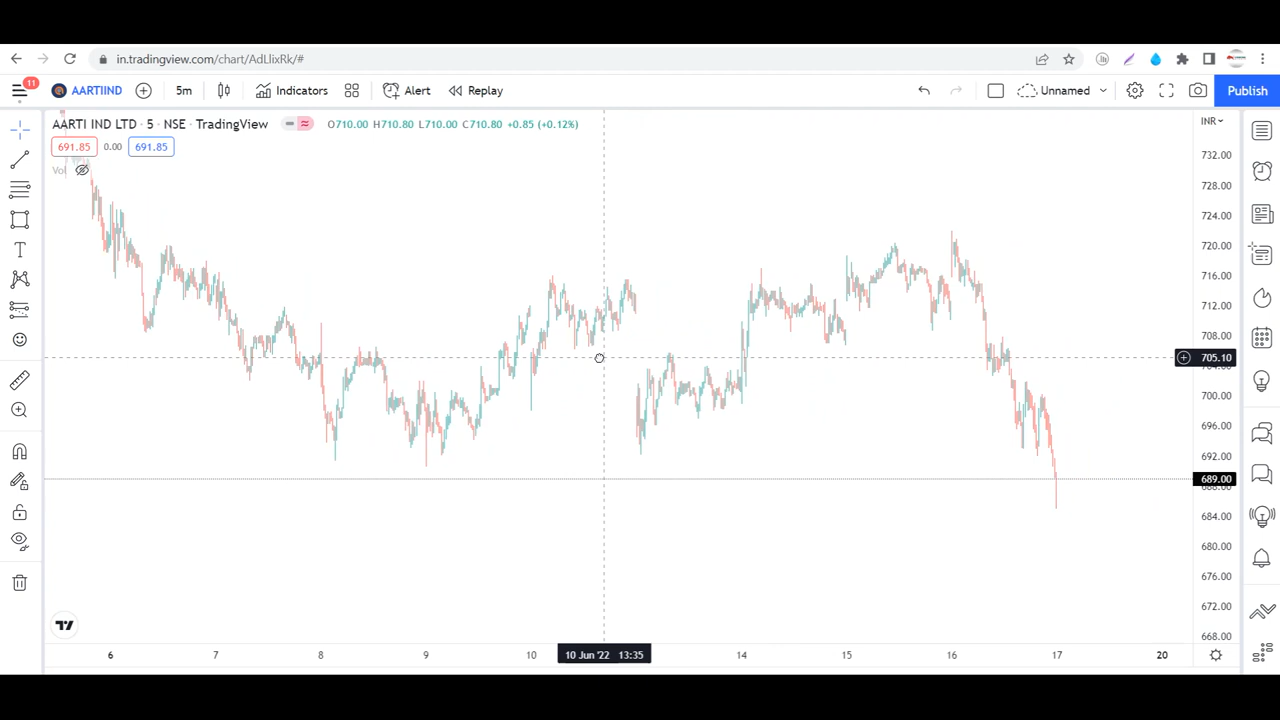 in.tradingview.com/chart/AdLlixRk/#
11
AARTIIND
5m
Indicators
Alert
Replay
Unnamed
Publish
AARTI IND LTD · 5 · NSE · TradingView
O710.00 H710.80 L710.00 C710.80 +0.85 (+0.12%)
INR
691.85 0.00 691.85
Vol
732.00
728.00
724.00
720.00
716.00
712.00
708.00
705.10
700.00
696.00
692.00
689.00
684.00
680.00
676.00
672.00
668.00
6 7 8 9 10 10 Jun '22 13:35 14 15 16 17 20